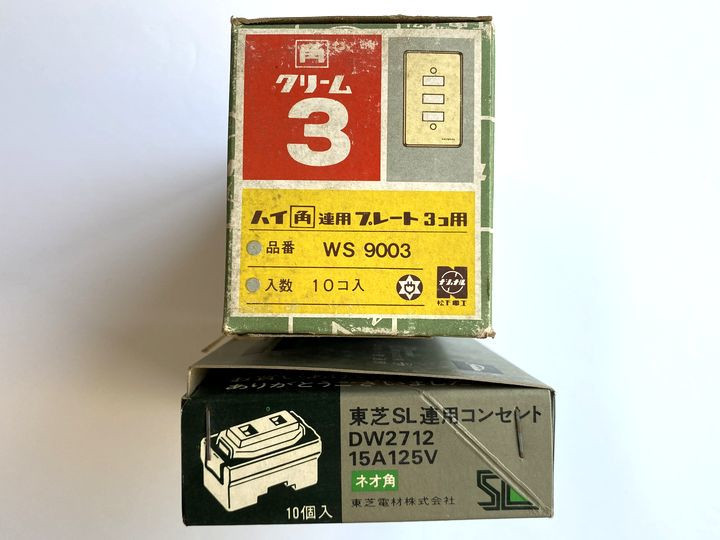 角
クリーム
3
ハイ角連用プレート3コ用
品番 WS 9003
入数 10コ入
ナショナル
松下電工
ありがとうございました
東芝SL連用コンセント
DW2712
15A125V
ネオ角
東芝電材株式会社
SL
10個入